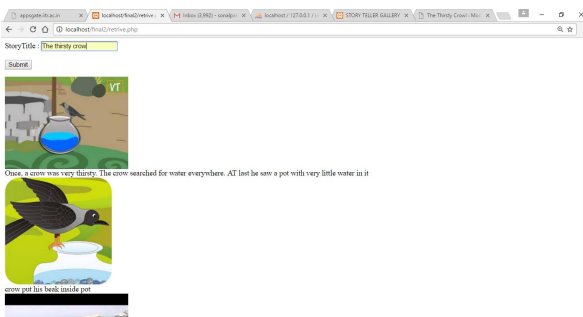 appsgate.iitr.ac.in
localhost/final2/retrive.p
Inbox (3,992) - sonalpat
localhost / 127.0.0.1 /
STORY TELLER GALLERY
The Thirsty Crow! - Mor
localhost/final2/retrive.php
StoryTitle : The thirsty crow
Submit
VT
Once, a crow was very thirsty. The crow searched for water everywhere. AT last he saw a pot with very little water in it
crow put his beak inside pot